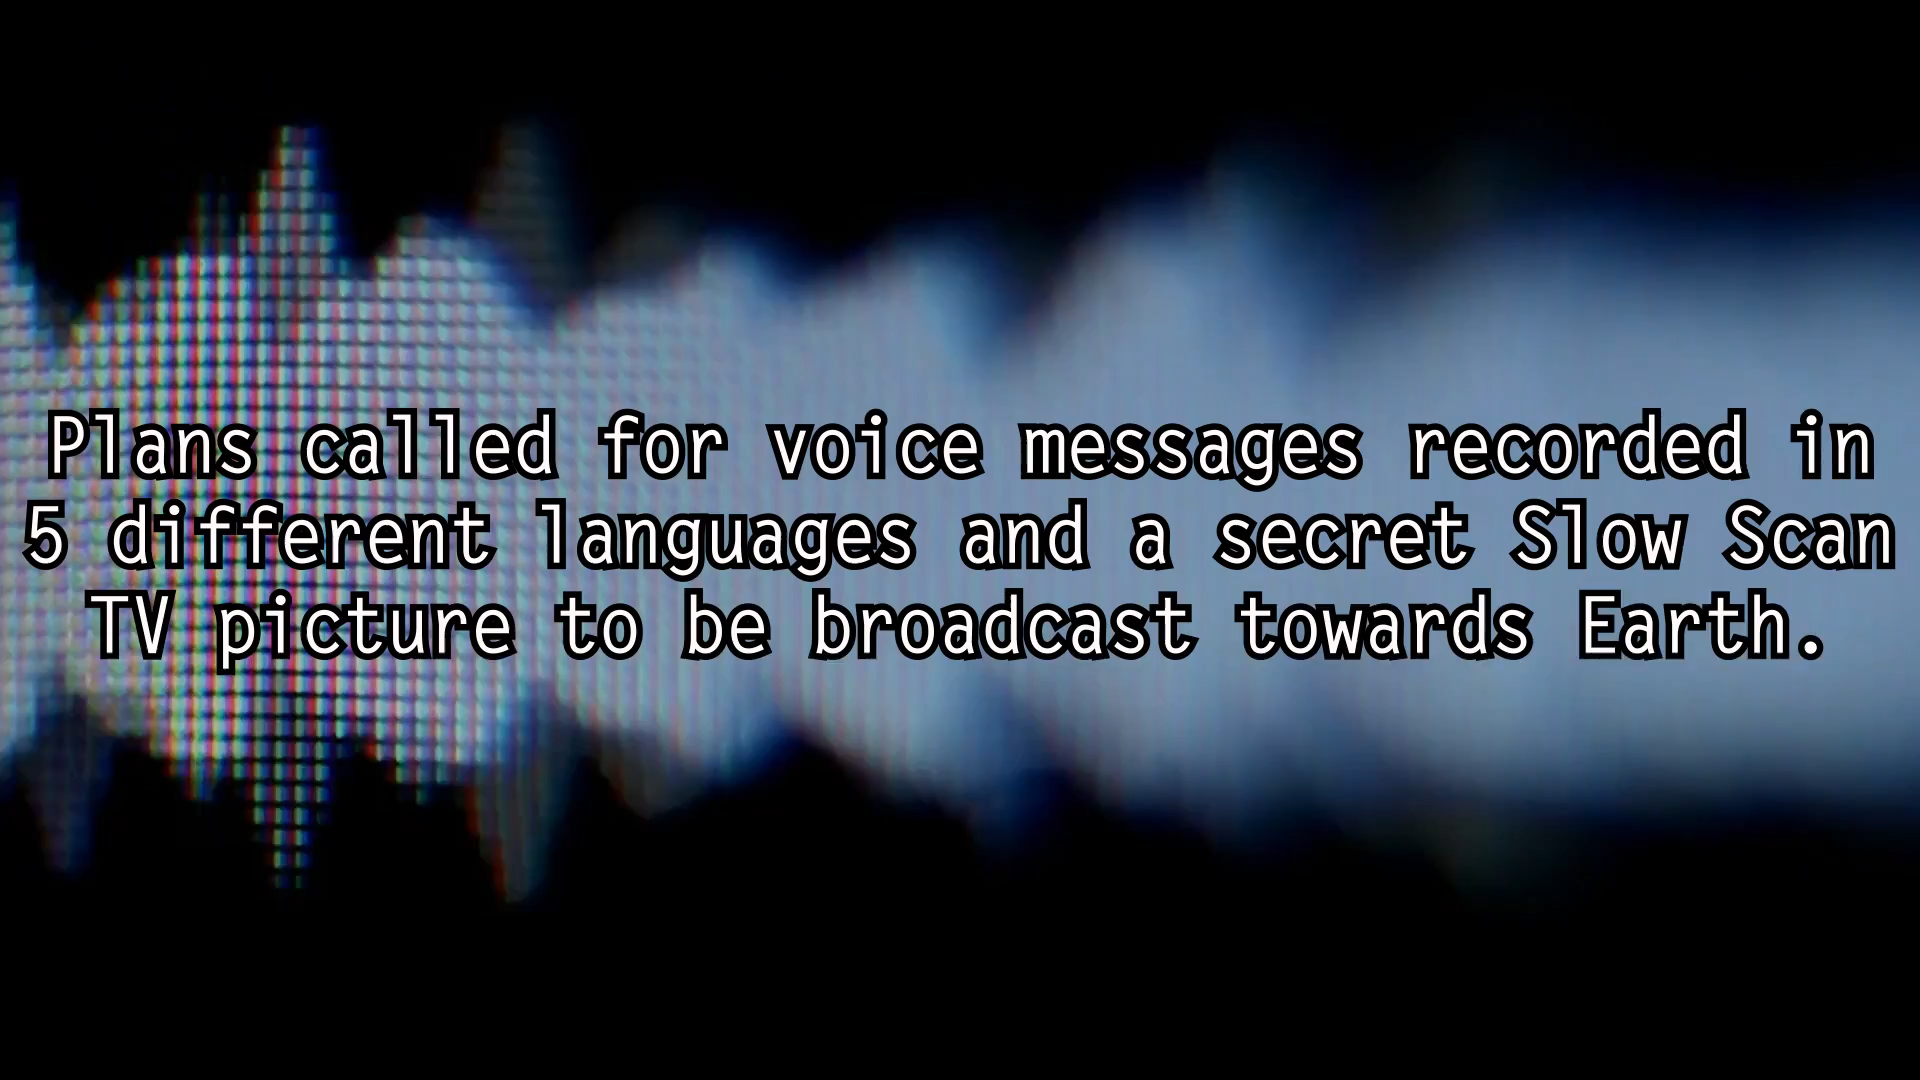 Plans called for voice messages recorded in
5 different languages and a secret Slow Scan
TV picture to be broadcast towards Earth.